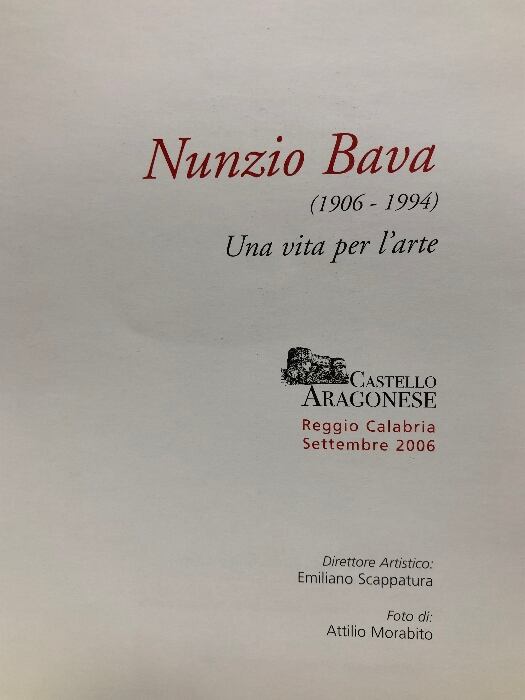 Nunzio Bava
(1906 - 1994)
Una vita per l'arte
CASTELLO
ARAGONESE
Reggio Calabria
Settembre 2006
Direttore Artistico:
Emiliano Scappatura
Foto di:
Attilio Morabito